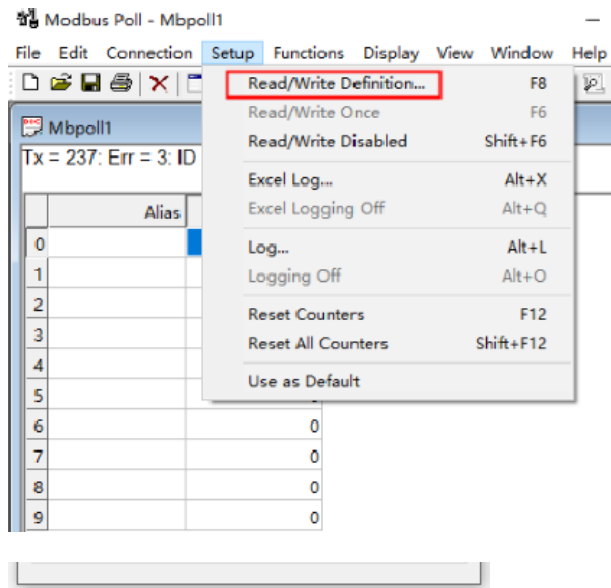 Modbus Poll - Mbpoll1
File Edit Connection Setup Functions Display View Window Help
Read/Write Definition... F8
Read/Write Once F6
Read/Write Disabled Shift+F6
Excel Log... Alt+X
Excel Logging Off Alt+Q
Log... Alt+L
Logging Off Alt+O
Reset Counters F12
Reset All Counters Shift+F12
Use as Default
Mbpoll1
Tx = 237: Err = 3: ID
Alias
0
1
2
3
4
5
6 0
7 0
8 0
9 0